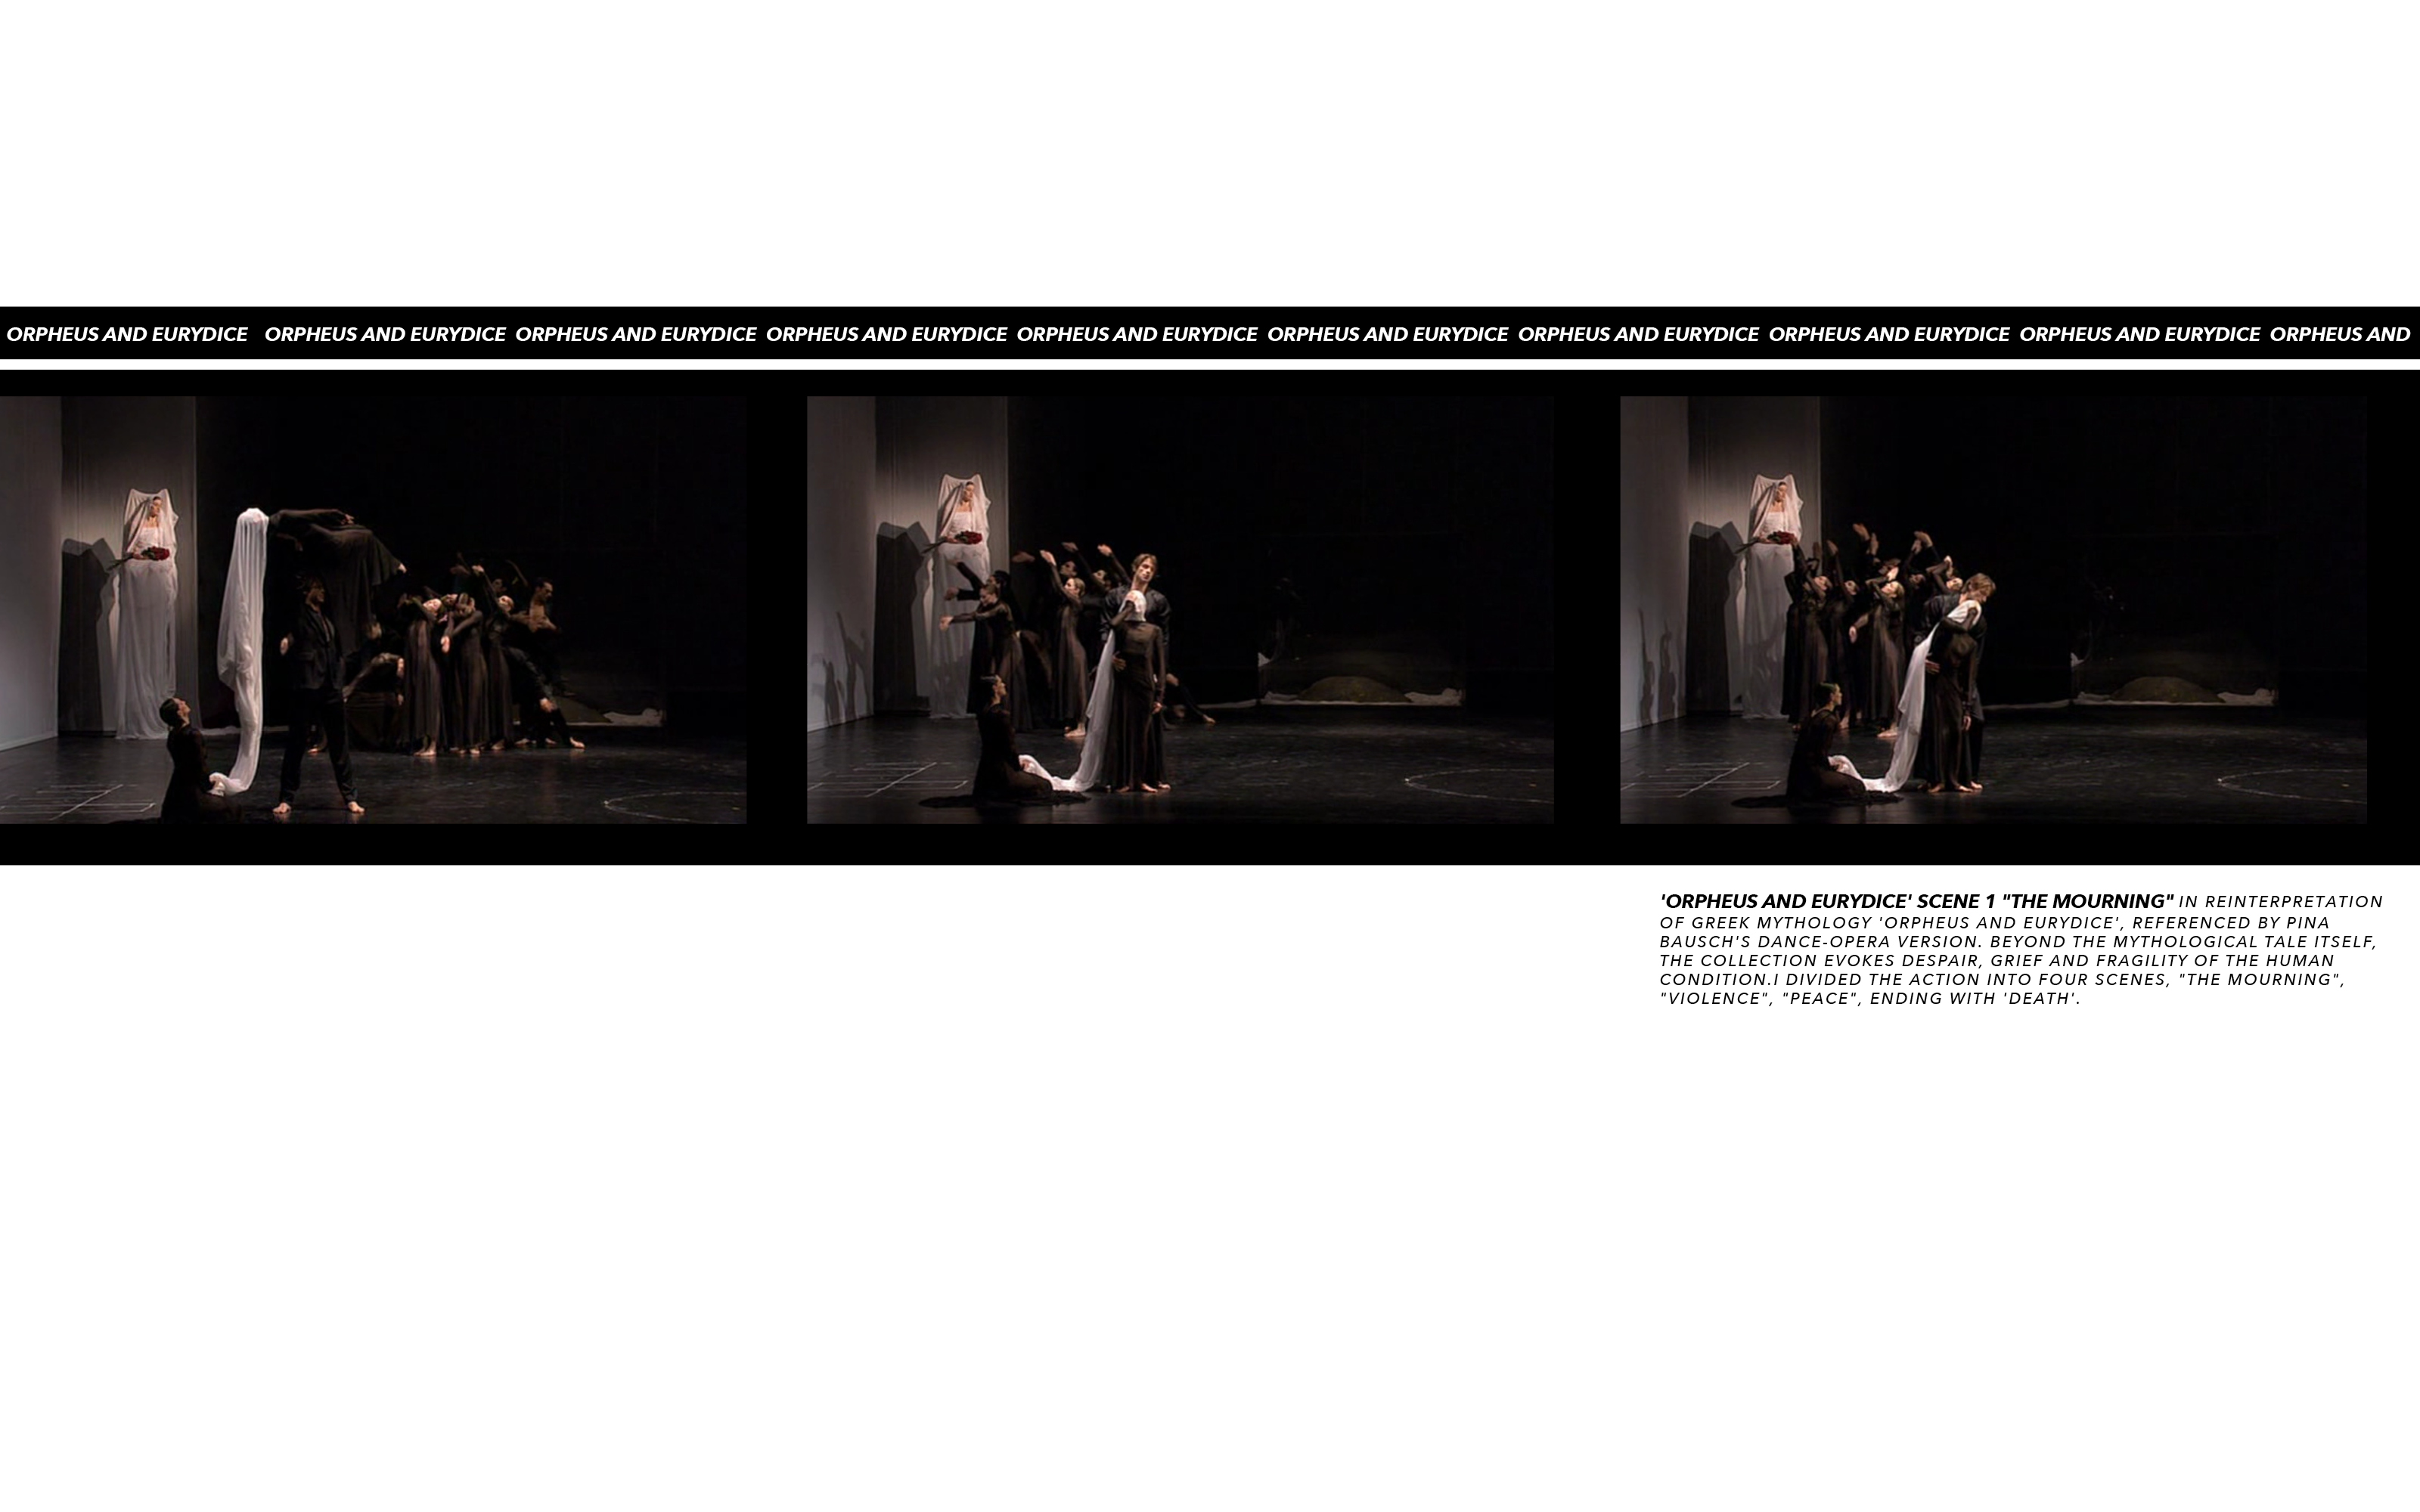 ORPHEUS AND EURYDICE ORPHEUS AND EURYDICE ORPHEUS AND EURYDICE ORPHEUS AND EURYDICE ORPHEUS AND EURYDICE ORPHEUS AND EURYDICE ORPHEUS AND EURYDICE ORPHEUS AND EURYDICE ORPHEUS AND EURYDICE ORPHEUS AND
'ORPHEUS AND EURYDICE' SCENE 1 "THE MOURNING" IN REINTERPRETATION
OF GREEK MYTHOLOGY 'ORPHEUS AND EURYDICE', REFERENCED BY PINA
BAUSCH'S DANCE-OPERA VERSION. BEYOND THE MYTHOLOGICAL TALE ITSELF,
THE COLLECTION EVOKES DESPAIR, GRIEF AND FRAGILITY OF THE HUMAN
CONDITION.I DIVIDED THE ACTION INTO FOUR SCENES, "THE MOURNING",
"VIOLENCE", "PEACE", ENDING WITH 'DEATH'.